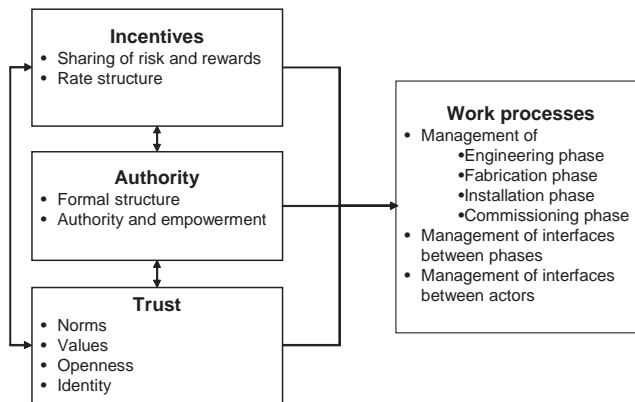 Incentives
• Sharing of risk and rewards
• Rate structure
Authority
• Formal structure
• Authority and empowerment
Trust
• Norms
• Values
• Openness
• Identity
Work processes
• Management of
•Engineering phase
•Fabrication phase
•Installation phase
•Commissioning phase
• Management of interfaces
between phases
• Management of interfaces
between actors